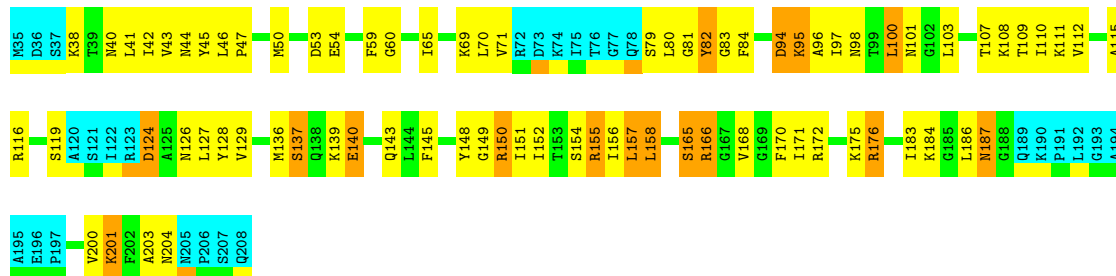 M35 D36 S37 K38 T39 N40 L41 I42 V43 N44 Y45 L46 P47 M50 D53 E54 F59 G60 I65 K69 L70 V71 R72 D73 K74 I75 T76 G77 Q78 S79 L80 G81 Y82 G83 F84 D94 K95 A96 I97 N98 T99 L100 N101 G102 L103 T107 K108 T109 I110 K111 V112 A115
R116 S119 A120 S121 I122 R123 D124 A125 N126 L127 Y128 V129 M136 S137 Q138 K139 E140 Q143 L144 F145 Y148 G149 R150 I151 I152 T153 S154 R155 I156 L157 L158 S165 R166 G167 V168 G169 F170 I171 R172 K175 R176 I183 K184 G185 L186 N187 G188 Q189 K190 P191 L192 G193 A194
A195 E196 P197 V200 K201 F202 A203 N204 N205 P206 S207 Q208